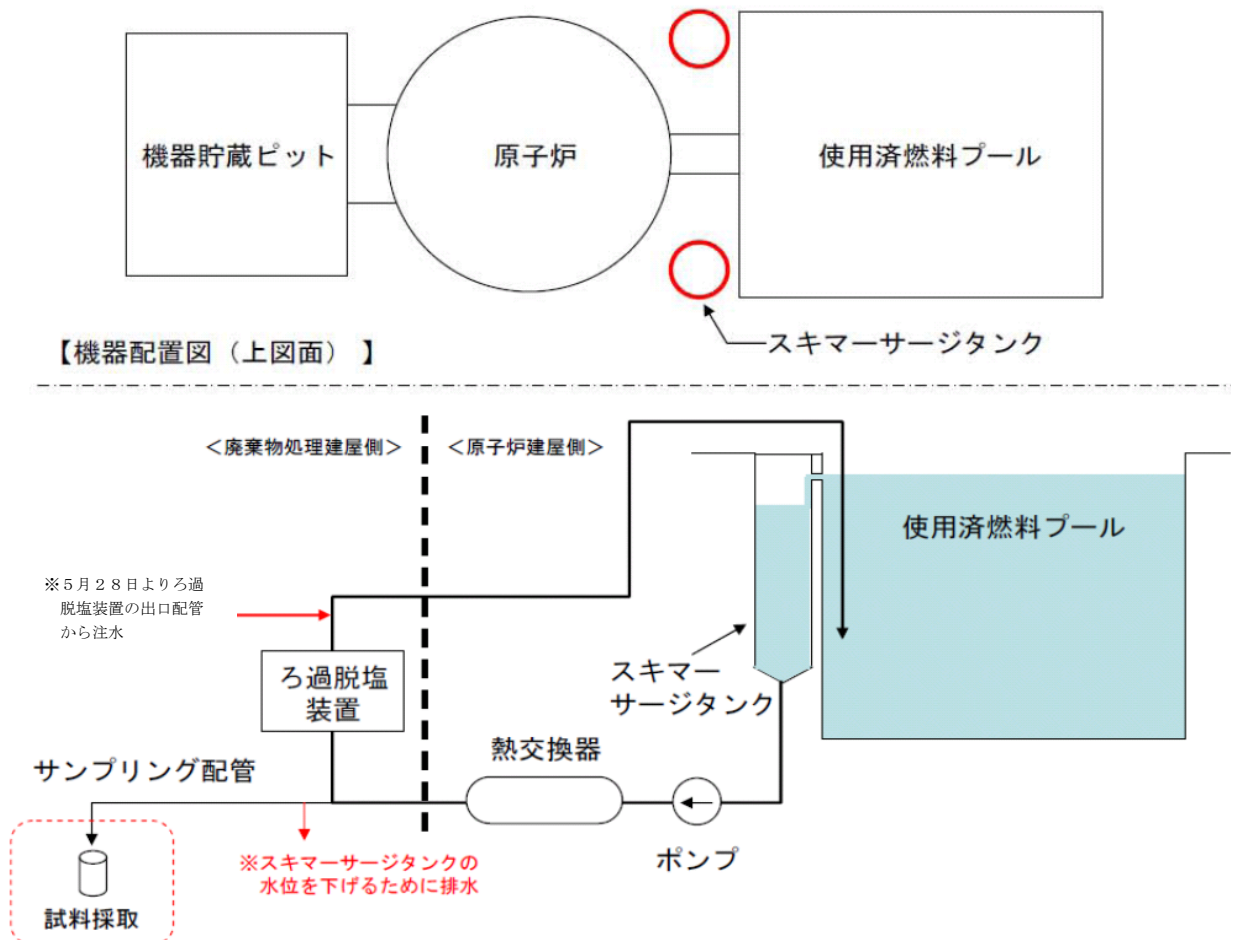 機器貯蔵ピット
原子炉
使用済燃料プール
スキマーサージタンク
【機器配置図（上図面） 】
＜廃棄物処理建屋側＞
＜原子炉建屋側＞
使用済燃料プール
※５月２８日よりろ過
脱塩装置の出口配管
から注水
ろ過脱塩
装置
スキマー
サージタンク
熱交換器
サンプリング配管
ポンプ
※スキマーサージタンクの
水位を下げるために排水
試料採取